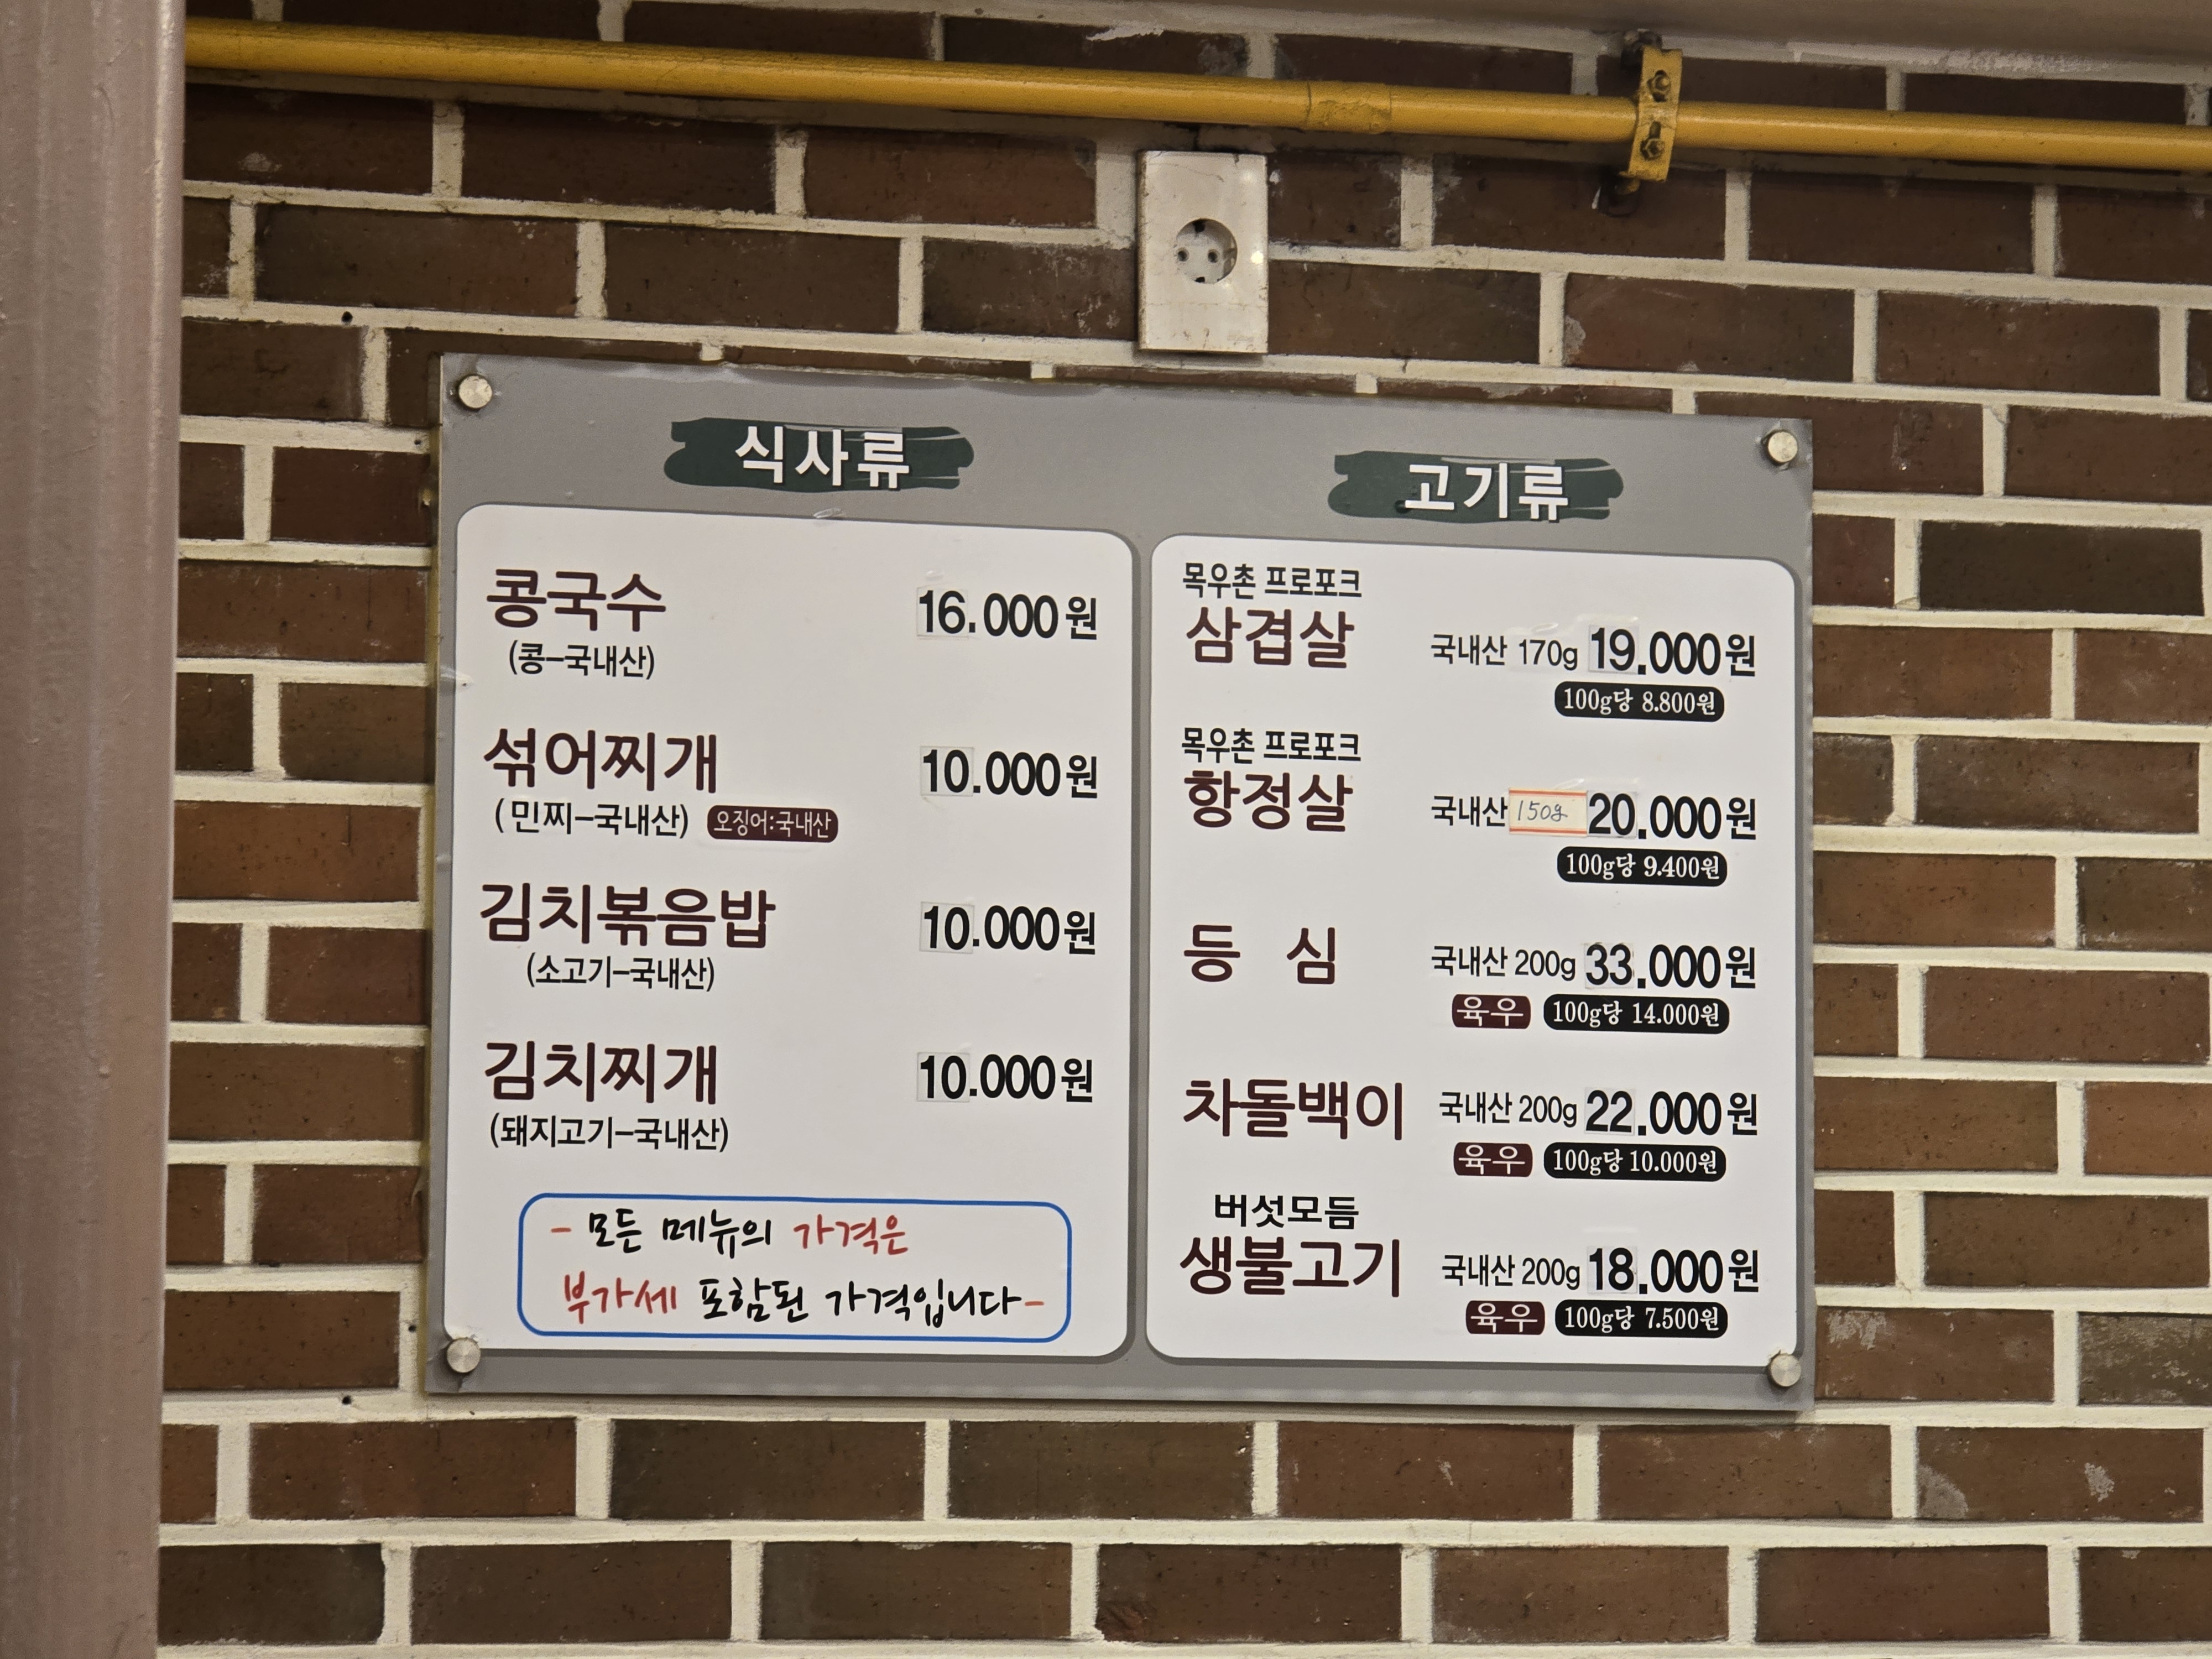 식사류
콩국수 16.000원
(콩-국내산)
섞어찌개 10.000원
(민찌-국내산) 오징어:국내산
김치볶음밥 10.000원
(소고기-국내산)
김치찌개 10.000원
(돼지고기-국내산)
- 모든 메뉴의 가격은
부가세 포함된 가격입니다-
고기류
목우촌 프로포크
삼겹살 국내산 170g 19.000원
100g당 8.800원
목우촌 프로포크
항정살 국내산 150g 20.000원
100g당 9.400원
등 심 국내산 200g 33.000원
육우 100g당 14.000원
차돌백이 국내산 200g 22.000원
육우 100g당 10.000원
버섯모듬
생불고기 국내산 200g 18.000원
육우 100g당 7.500원